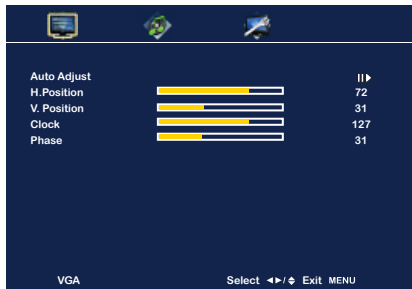 Auto Adjust
H.Position 72
V. Position 31
Clock 127
Phase 31
VGA Select ◄►/♦ Exit MENU